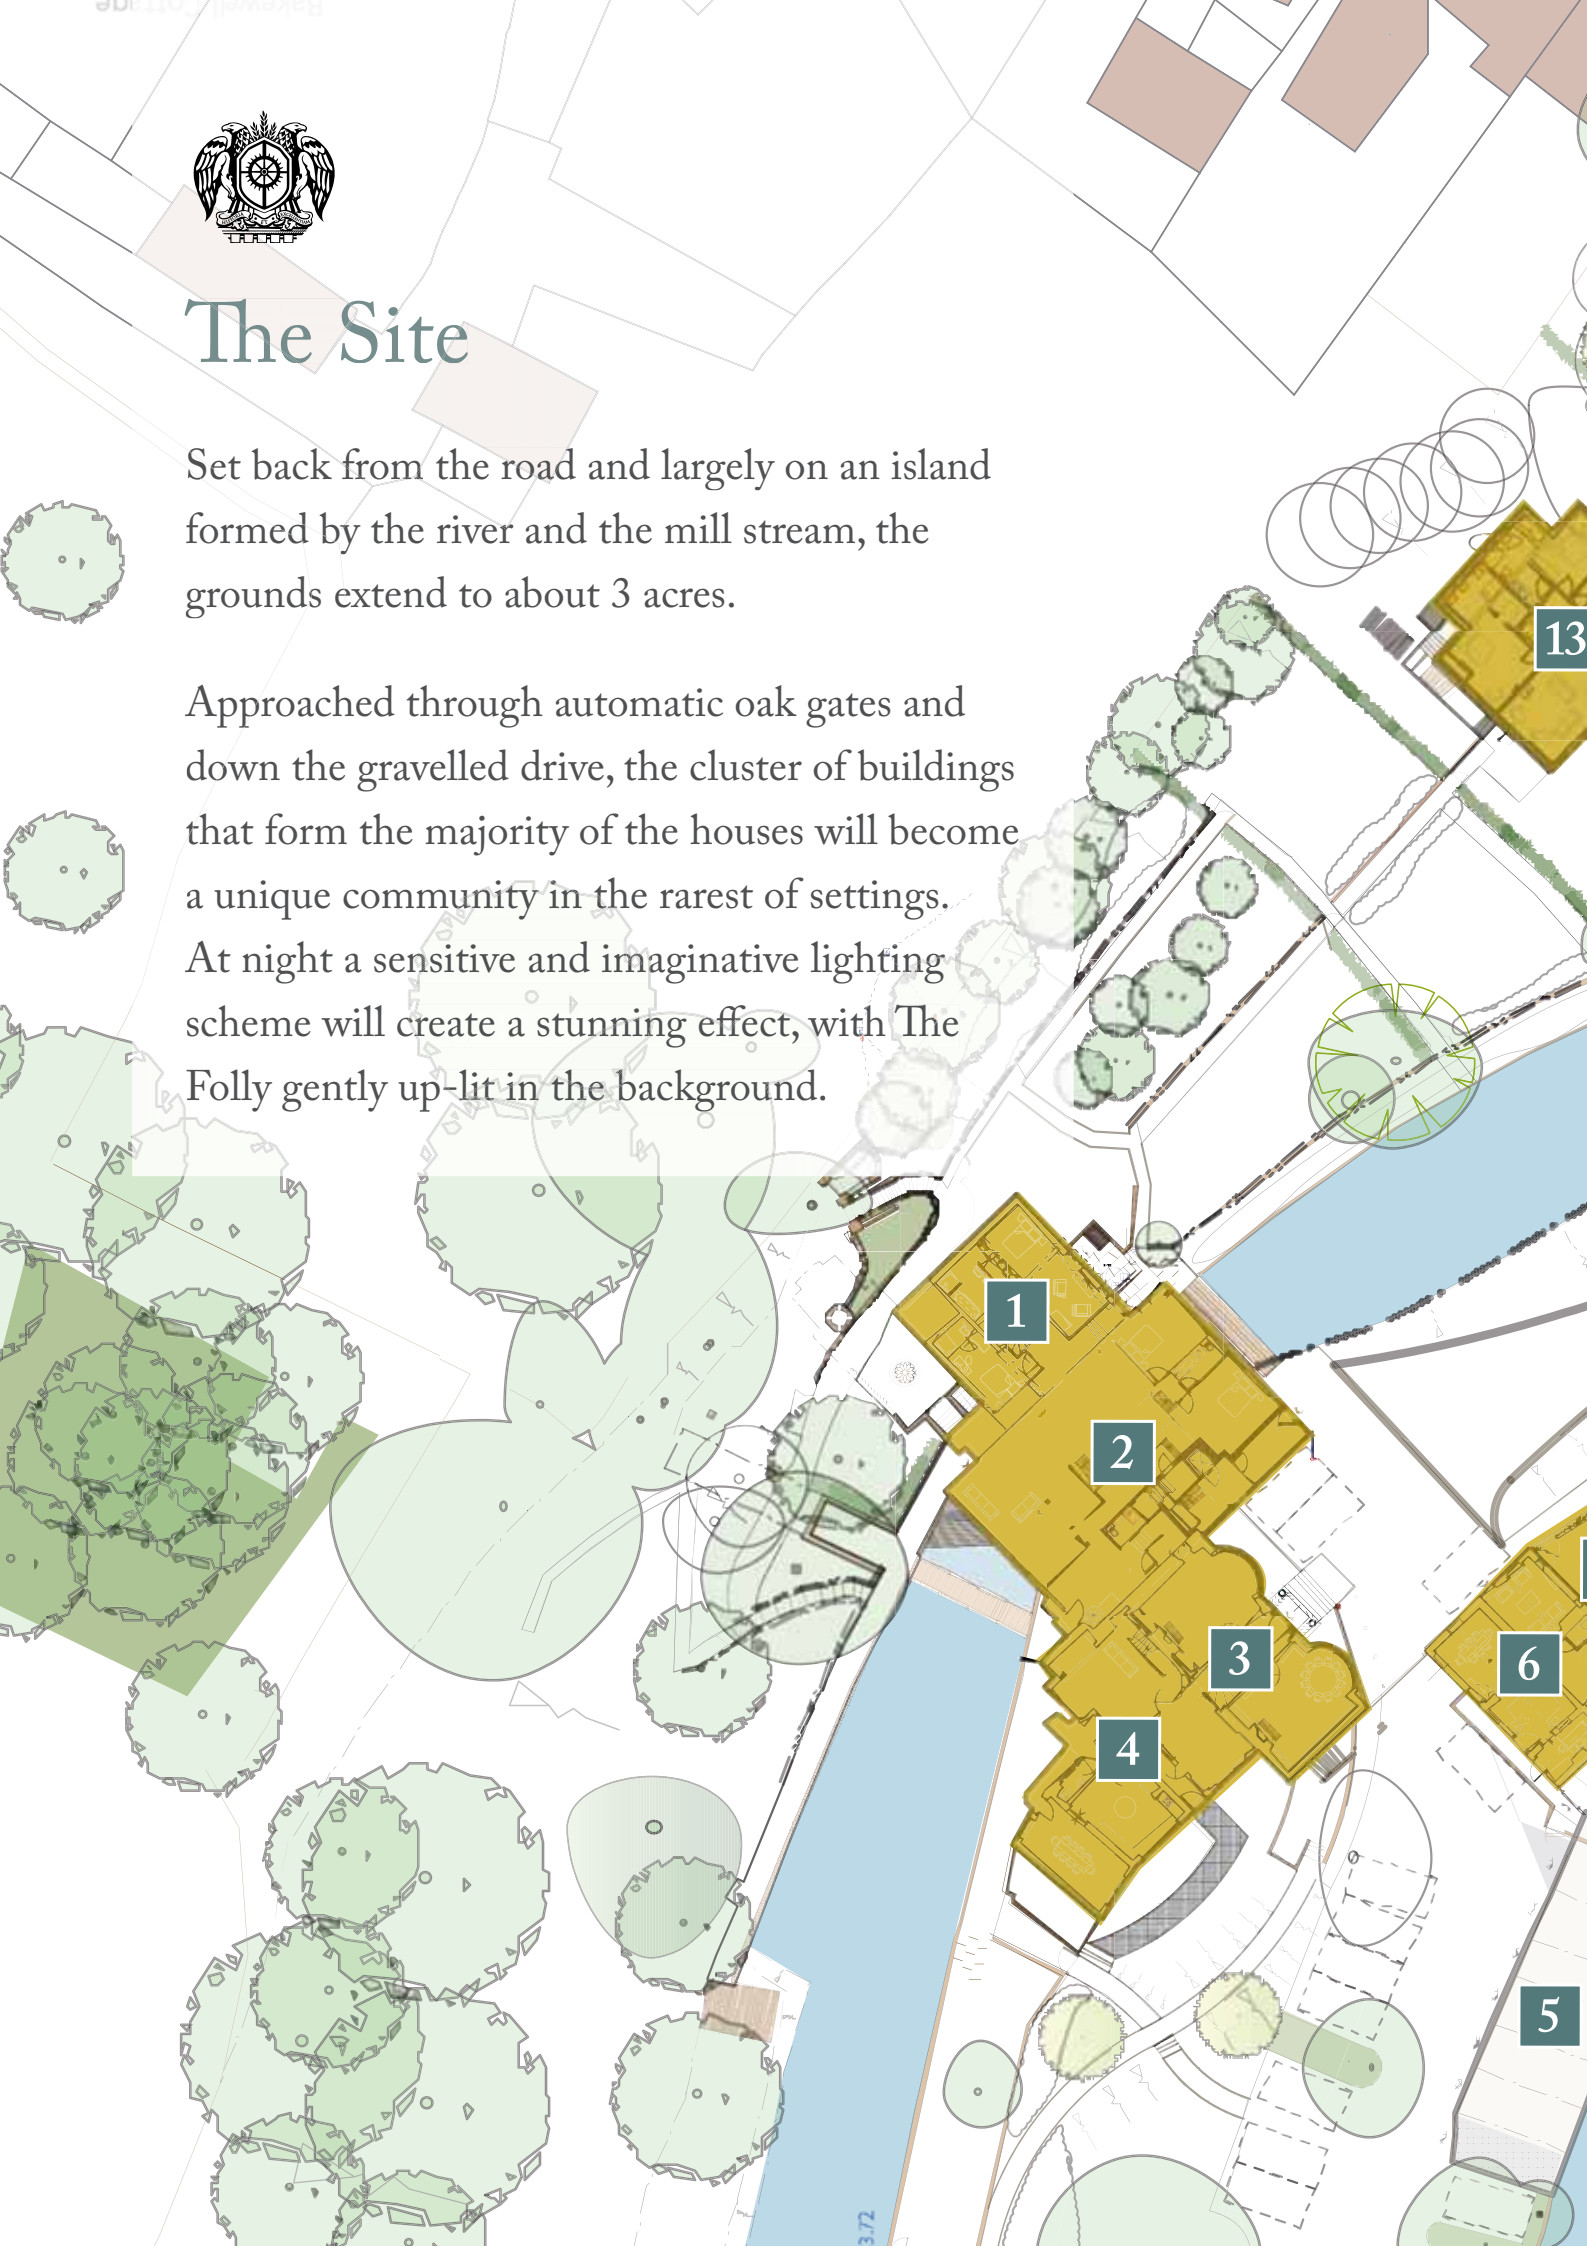 Bakewell Cottage
The Site
Set back from the road and largely on an island
formed by the river and the mill stream, the
grounds extend to about 3 acres.
Approached through automatic oak gates and
down the gravelled drive, the cluster of buildings
that form the majority of the houses will become
a unique community in the rarest of settings.
At night a sensitive and imaginative lighting
scheme will create a stunning effect, with The
Folly gently up-lit in the background.
13
1
2
3
6
4
5
3.72